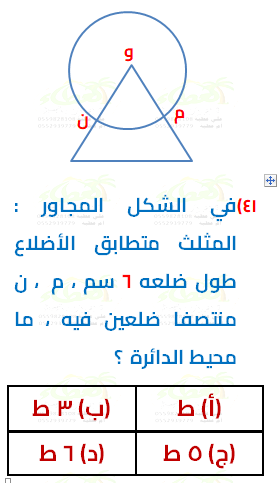 و
ن
م
٤١) في الشكل المجاور :
المثلث متطابق الأضلاع
طول ضلعه ٦ سم ، م ، ن
منتصفا ضلعين فيه ، ما
محيط الدائرة ؟
(أ) ط
(ب) ٣ ط
(ج) ٥ ط
(د) ٦ ط